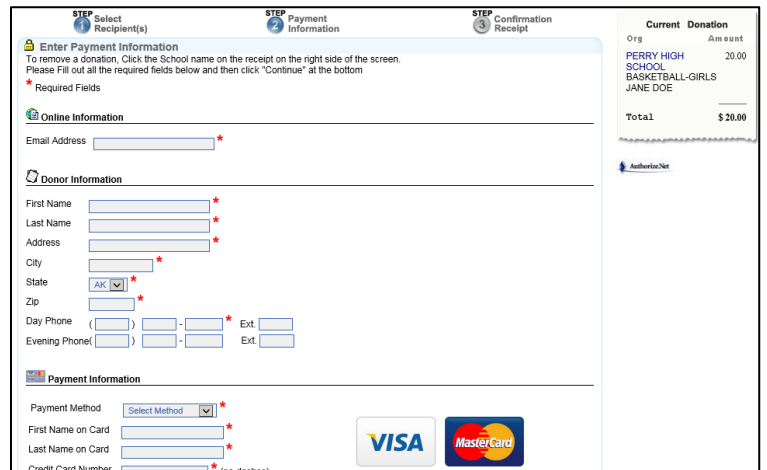 STEP 1 Select Recipient(s)
STEP 2 Payment Information
STEP 3 Confirmation Receipt
Enter Payment Information
To remove a donation, Click the School name on the receipt on the right side of the screen.
Please Fill out all the required fields below and then click "Continue" at the bottom
* Required Fields
Online Information
Email Address *
Donor Information
First Name *
Last Name *
Address *
City *
State AK *
Zip *
Day Phone ( ) - * Ext.
Evening Phone( ) - Ext.
Payment Information
Payment Method Select Method *
First Name on Card *
Last Name on Card *
Credit Card Number * (no dashes)
VISA
MasterCard
Current Donation
Org Amount
PERRY HIGH 20.00
SCHOOL
BASKETBALL-GIRLS
JANE DOE
Total $ 20.00
Authorize.Net